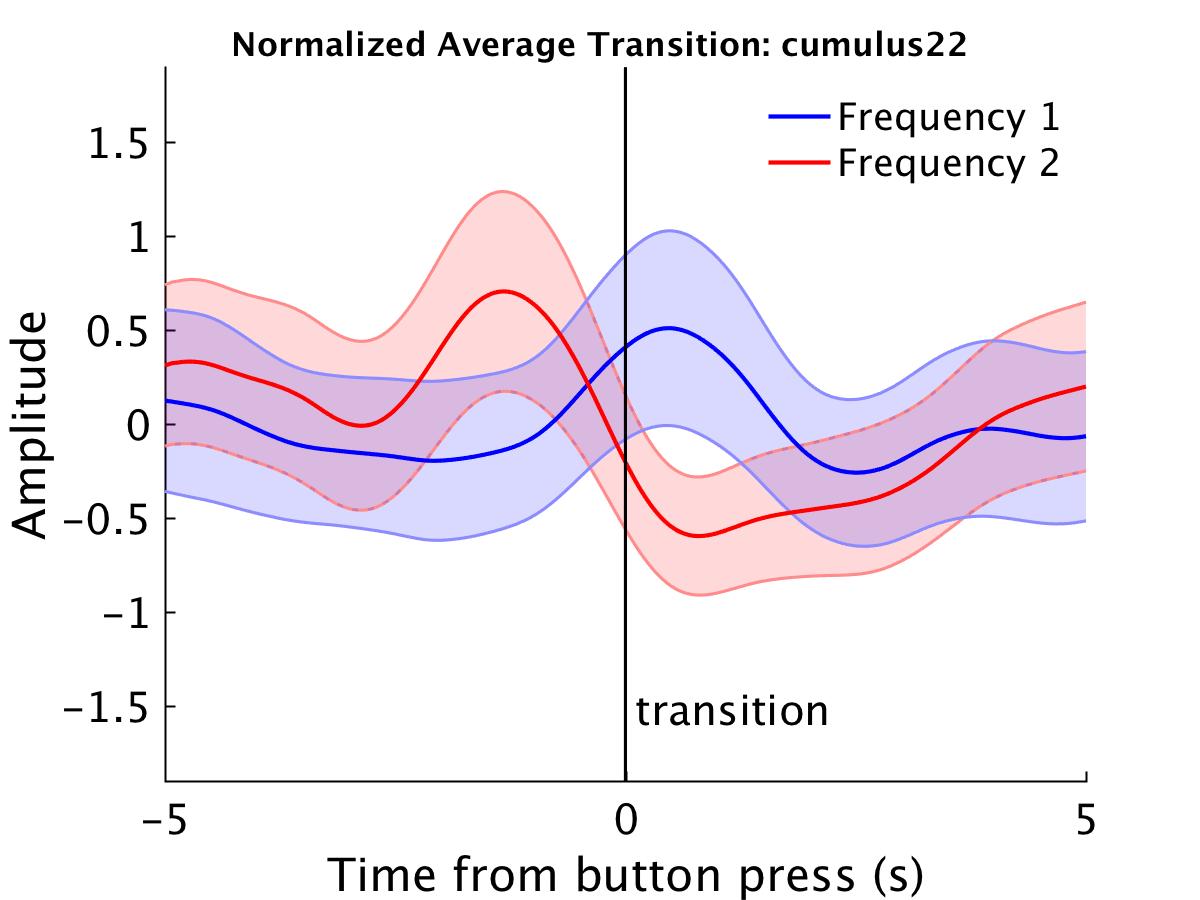 Normalized Average Transition: cumulus22
Frequency 1
Frequency 2
1.5
1
0.5
0
−0.5
−1
−1.5
Amplitude
transition
−5
0
5
Time from button press (s)